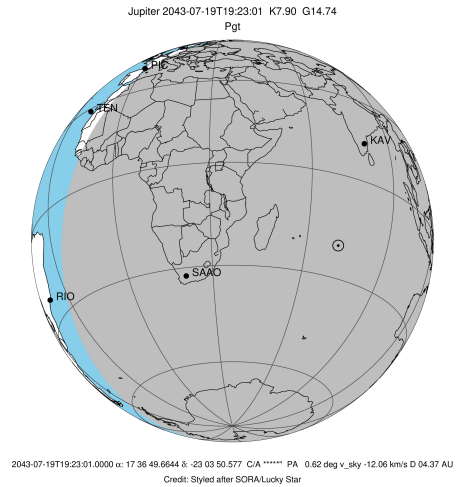 Jupiter 2043-07-19T19:23:01 K7.90 G14.74
Pgt
PIC
TEN
KAV
SAAO
RIO
2043-07-19T19:23:01.0000 α: 17 36 49.6644 δ: -23 03 50.577 C/A *****" PA 0.62 deg v_sky -12.06 km/s D 04.37 AU
Credit: Styled after SORA/Lucky Star